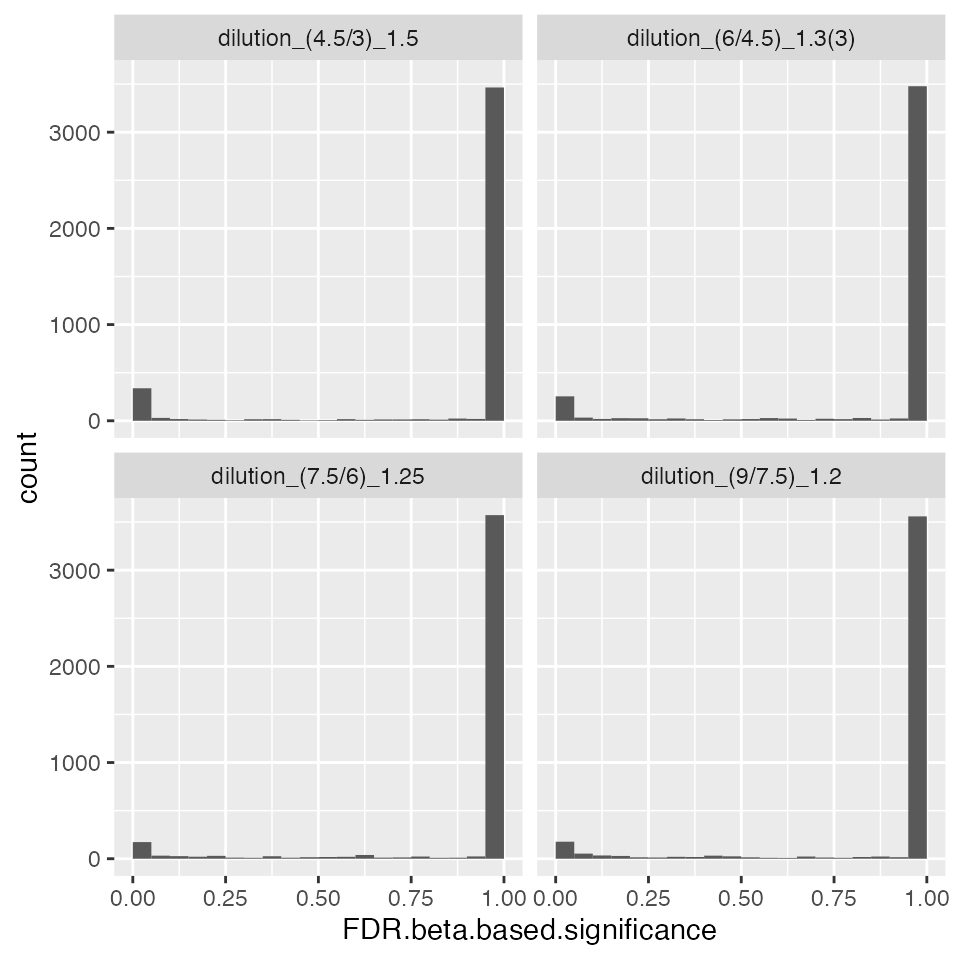 dilution_(4.5/3)_1.5
dilution_(6/4.5)_1.3(3)
3000
2000
1000
0
count
dilution_(7.5/6)_1.25
dilution_(9/7.5)_1.2
3000
2000
1000
0
0.00 0.25 0.50 0.75 1.00 0.00 0.25 0.50 0.75 1.00
FDR.beta.based.significance